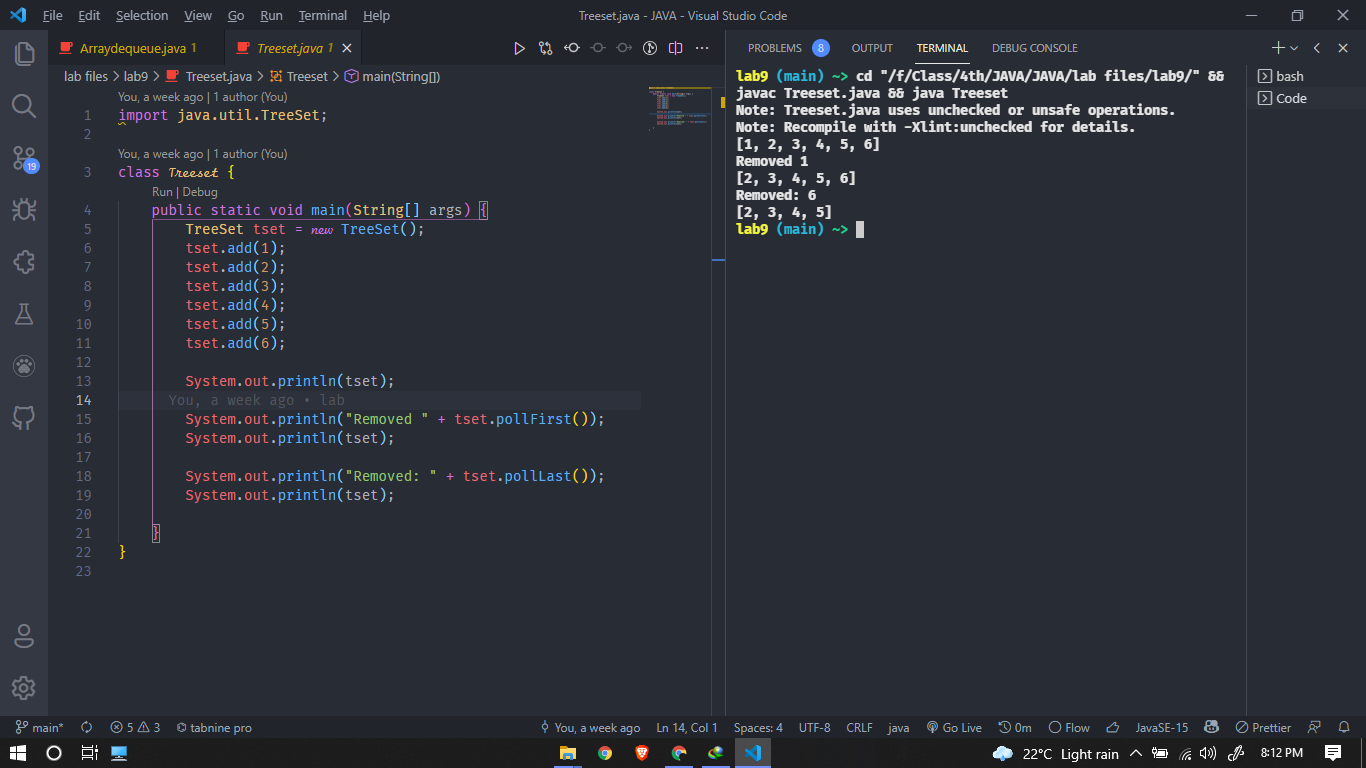 File Edit Selection View Go Run Terminal Help Treeset.java - JAVA - Visual Studio Code
Arraydequeue.java 1 Treeset.java 1
lab files > lab9 > Treeset.java > Treeset > main(String[])
You, a week ago | 1 author (You)
1 import java.util.TreeSet;
2
You, a week ago | 1 author (You)
3 class Treeset {
Run | Debug
4 public static void main(String[] args) {
5 TreeSet tset = new TreeSet();
6 tset.add(1);
7 tset.add(2);
8 tset.add(3);
9 tset.add(4);
10 tset.add(5);
11 tset.add(6);
12
13 System.out.println(tset);
14 You, a week ago • lab
15 System.out.println("Removed " + tset.pollFirst());
16 System.out.println(tset);
17
18 System.out.println("Removed: " + tset.pollLast());
19 System.out.println(tset);
20
21 }
22 }
23
PROBLEMS 8 OUTPUT TERMINAL DEBUG CONSOLE
lab9 (main) ~> cd "/f/Class/4th/JAVA/JAVA/lab files/lab9/" &&
javac Treeset.java && java Treeset
Note: Treeset.java uses unchecked or unsafe operations.
Note: Recompile with -Xlint:unchecked for details.
[1, 2, 3, 4, 5, 6]
Removed 1
[2, 3, 4, 5, 6]
Removed: 6
[2, 3, 4, 5]
lab9 (main) ~>
bash
Code
19
main* 5 3 tabnine pro You, a week ago Ln 14, Col 1 Spaces: 4 UTF-8 CRLF java Go Live 0m Flow JavaSE-15 Prettier
22°C Light rain 8:12 PM